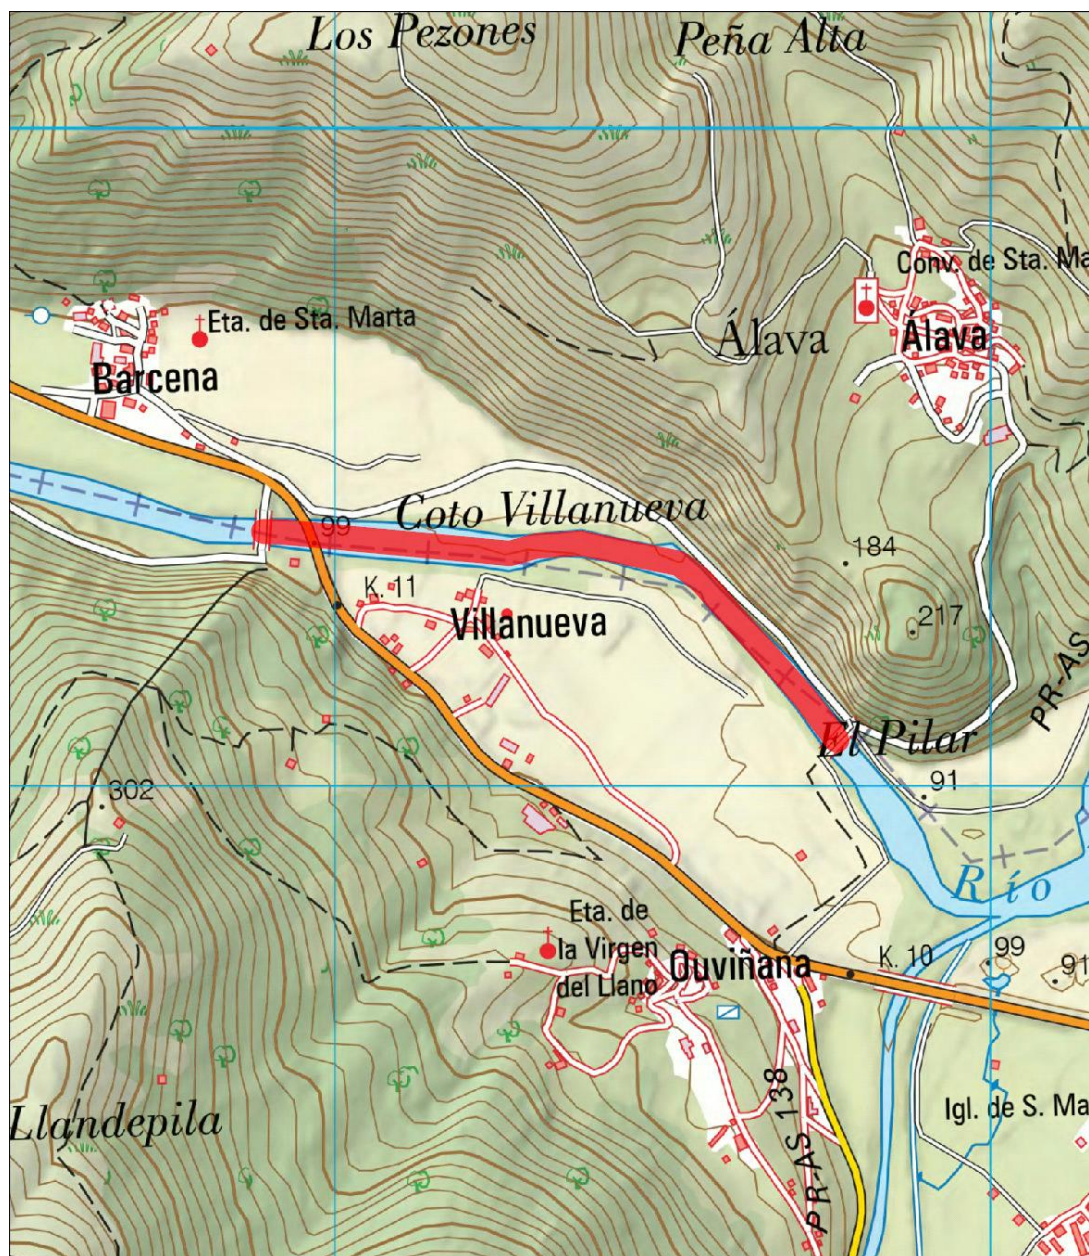 Los Pezones
Peña Alta
Conv. de Sta. Ma
Eta. de Sta. Marta
Álava
Álava
Barcena
Coto Villanueva
99
184
K. 11
Villanueva
217
PR-AS
El Pilar
91
302
Río
Eta. de
la Virgen
del Llano
Ouviñana
K. 10
99
91
PR-AS 138
Llandepila
Igl. de S. Ma